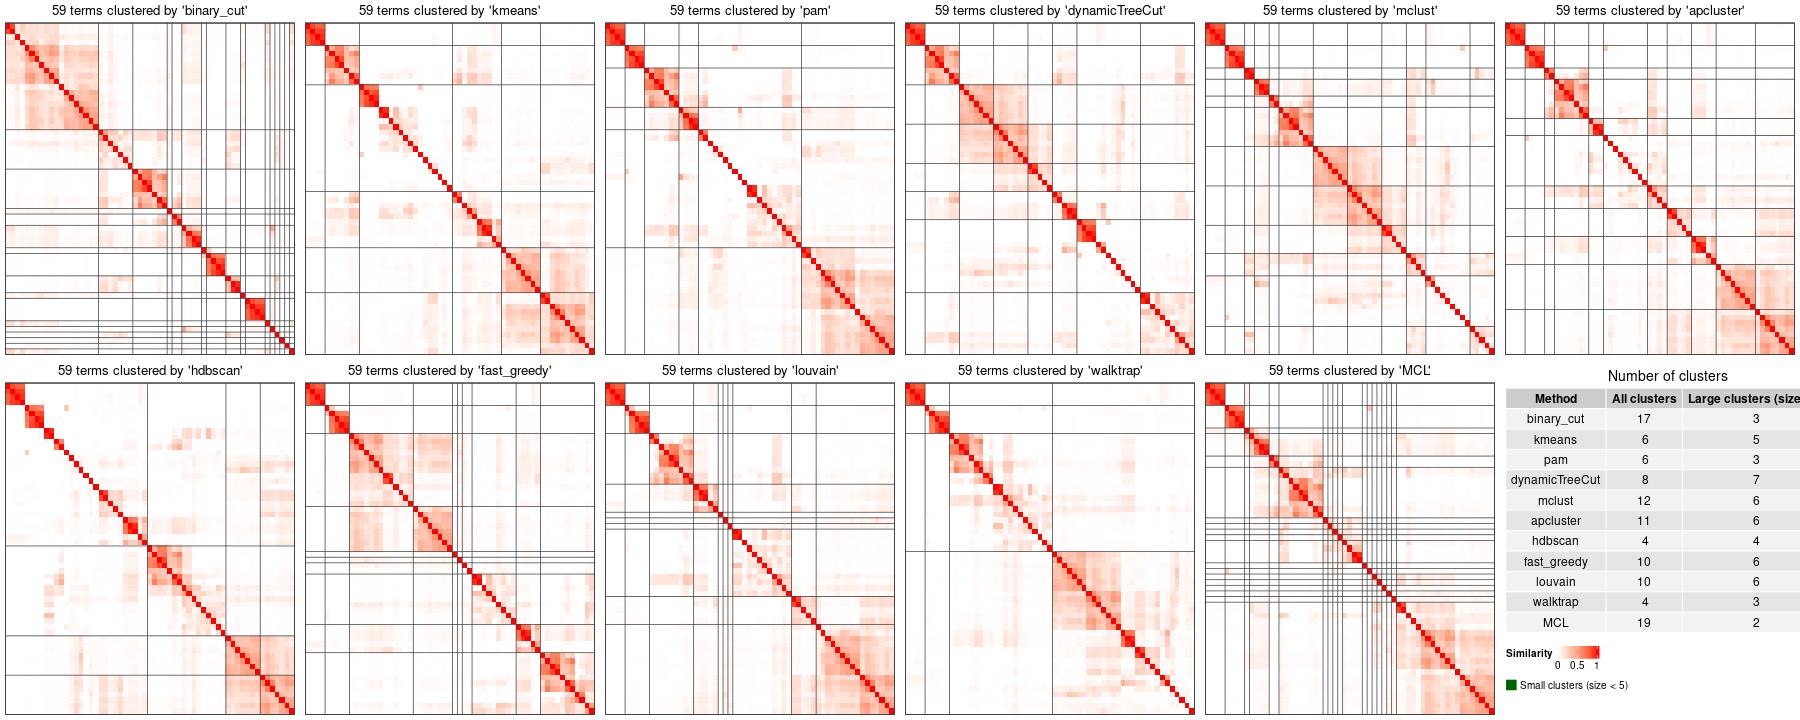 59 terms clustered by 'binary_cut'
59 terms clustered by 'kmeans'
59 terms clustered by 'pam'
59 terms clustered by 'dynamicTreeCut'
59 terms clustered by 'mclust'
59 terms clustered by 'apcluster'
59 terms clustered by 'hdbscan'
59 terms clustered by 'fast_greedy'
59 terms clustered by 'louvain'
59 terms clustered by 'walktrap'
59 terms clustered by 'MCL'
Number of clusters
Method All clusters Large clusters (size
binary_cut 17 3
kmeans 6 5
pam 6 3
dynamicTreeCut 8 7
mclust 12 6
apcluster 11 6
hdbscan 4 4
fast_greedy 10 6
louvain 10 6
walktrap 4 3
MCL 19 2
Similarity
0 0.5 1
Small clusters (size < 5)